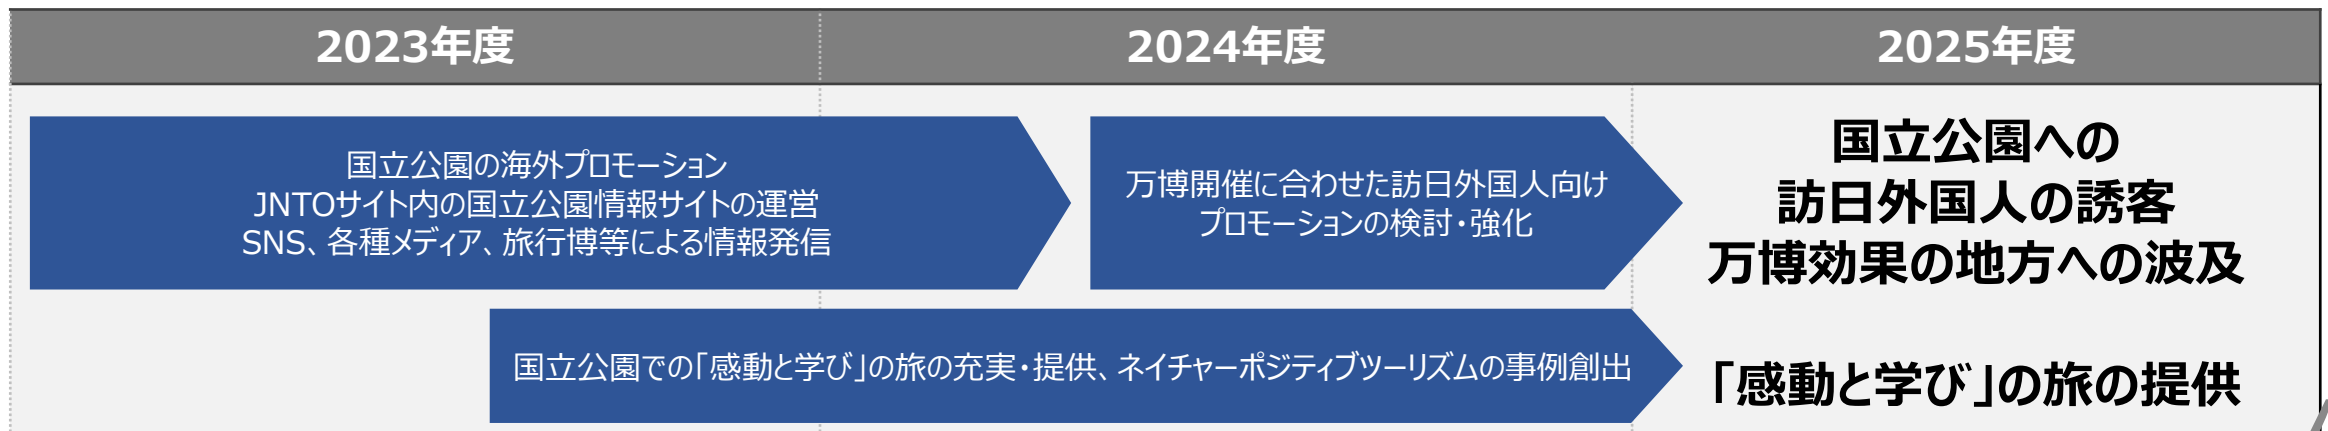 2023年度
2024年度
2025年度
国立公園の海外プロモーション
JNTOサイト内の国立公園情報サイトの運営
SNS、各種メディア、旅行博等による情報発信
万博開催に合わせた訪日外国人向け
プロモーションの検討・強化
国立公園への
訪日外国人の誘客
万博効果の地方への波及
国立公園での「感動と学び」の旅の充実・提供、ネイチャーポジティブツーリズムの事例創出
「感動と学び」の旅の提供